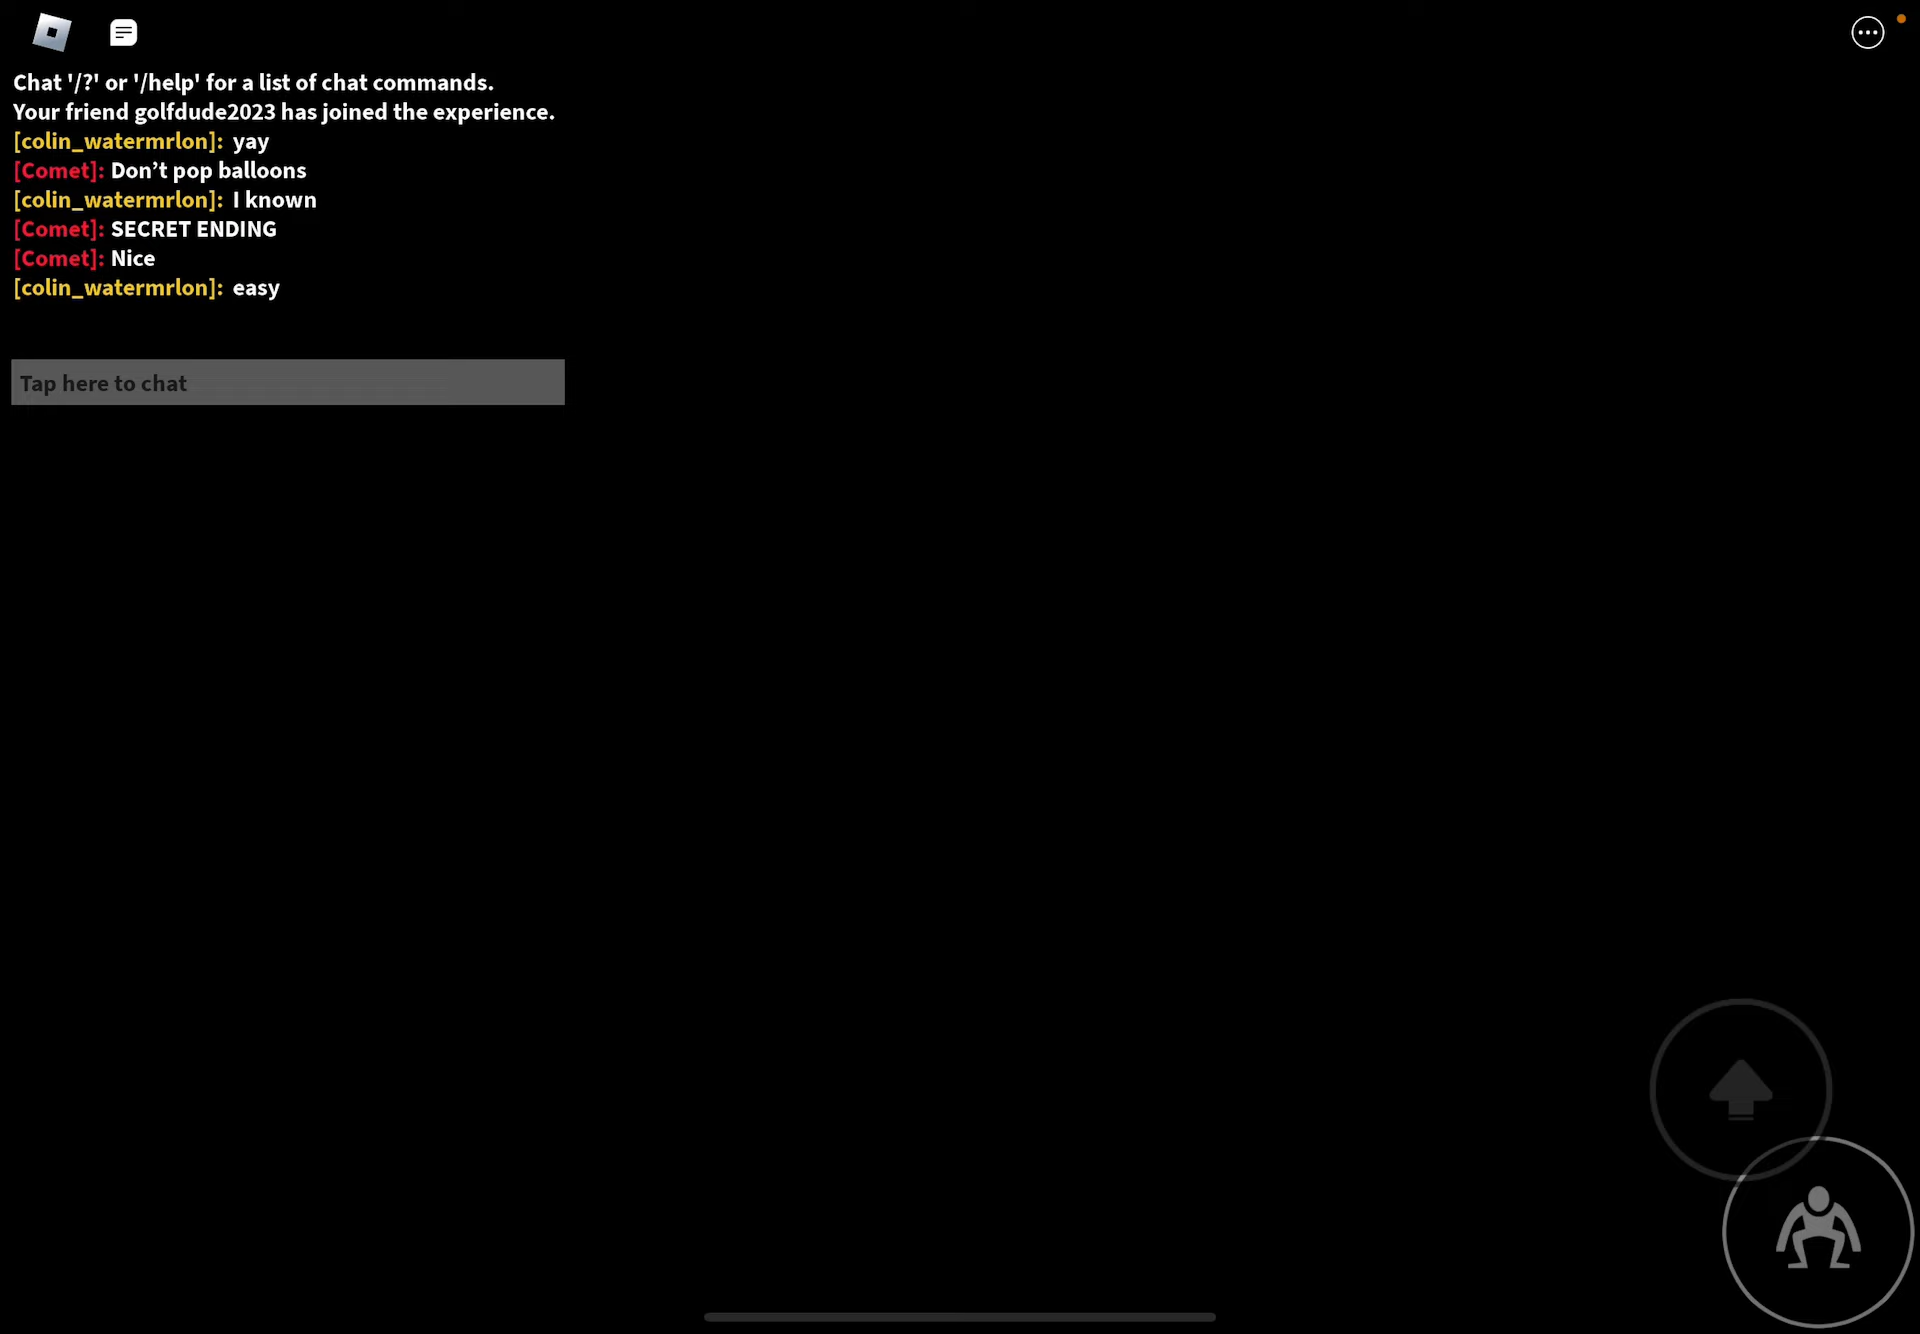 Chat '/?' or '/help' for a list of chat commands.
Your friend golfdude2023 has joined the experience.
[colin_watermrlon]: yay
[Comet]: Don’t pop balloons
[colin_watermrlon]: I known
[Comet]: SECRET ENDING
[Comet]: Nice
[colin_watermrlon]: easy
Tap here to chat